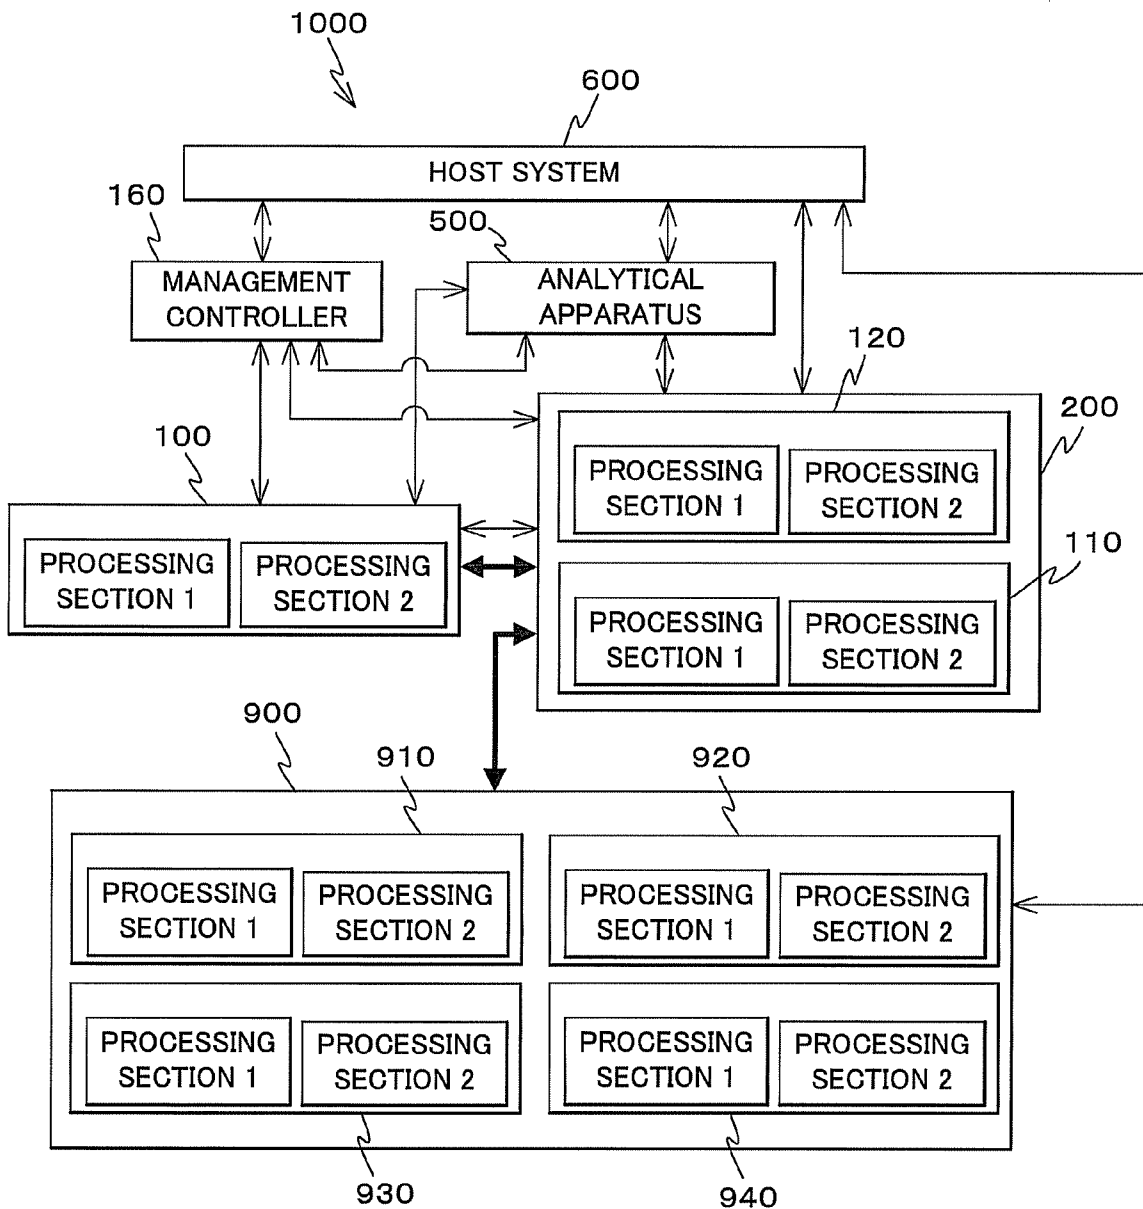 1000
600
HOST SYSTEM
160
500
MANAGEMENT
CONTROLLER
ANALYTICAL
APPARATUS
120
200
100
PROCESSING
SECTION 1
PROCESSING
SECTION 2
110
PROCESSING
SECTION 1
PROCESSING
SECTION 2
PROCESSING
SECTION 1
PROCESSING
SECTION 2
900
910
920
PROCESSING
SECTION 1
PROCESSING
SECTION 2
PROCESSING
SECTION 1
PROCESSING
SECTION 2
PROCESSING
SECTION 1
PROCESSING
SECTION 2
PROCESSING
SECTION 1
PROCESSING
SECTION 2
930
940